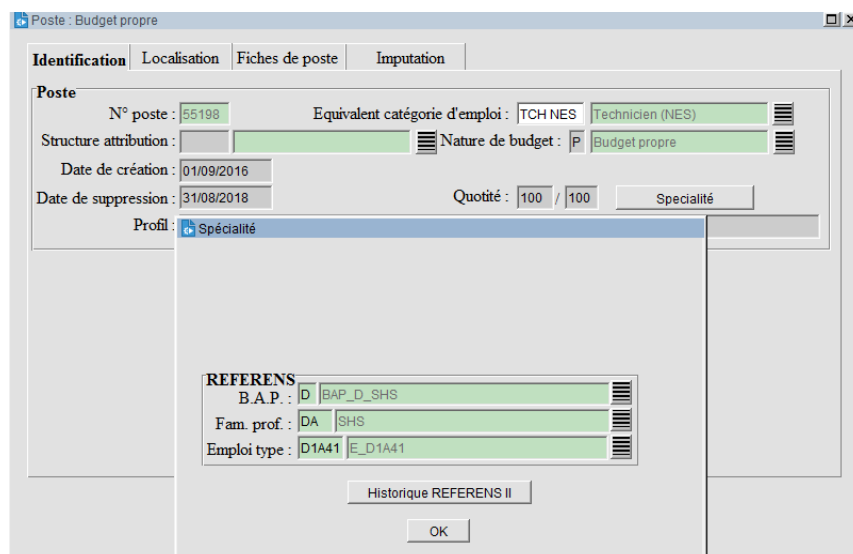 Poste : Budget propre
Identification Localisation Fiches de poste Imputation
Poste
N° poste : 55198 Equivalent catégorie d'emploi : TCH NES Technicien (NES)
Structure attribution : Nature de budget : P Budget propre
Date de création : 01/09/2016
Date de suppression : 31/08/2018 Quotité : 100 / 100 Specialité
Profil :
Spécialité
REFERENS
B.A.P. : D BAP_D_SHS
Fam. prof. : DA SHS
Emploi type : D1A41 E_D1A41
Historique REFERENS II
OK